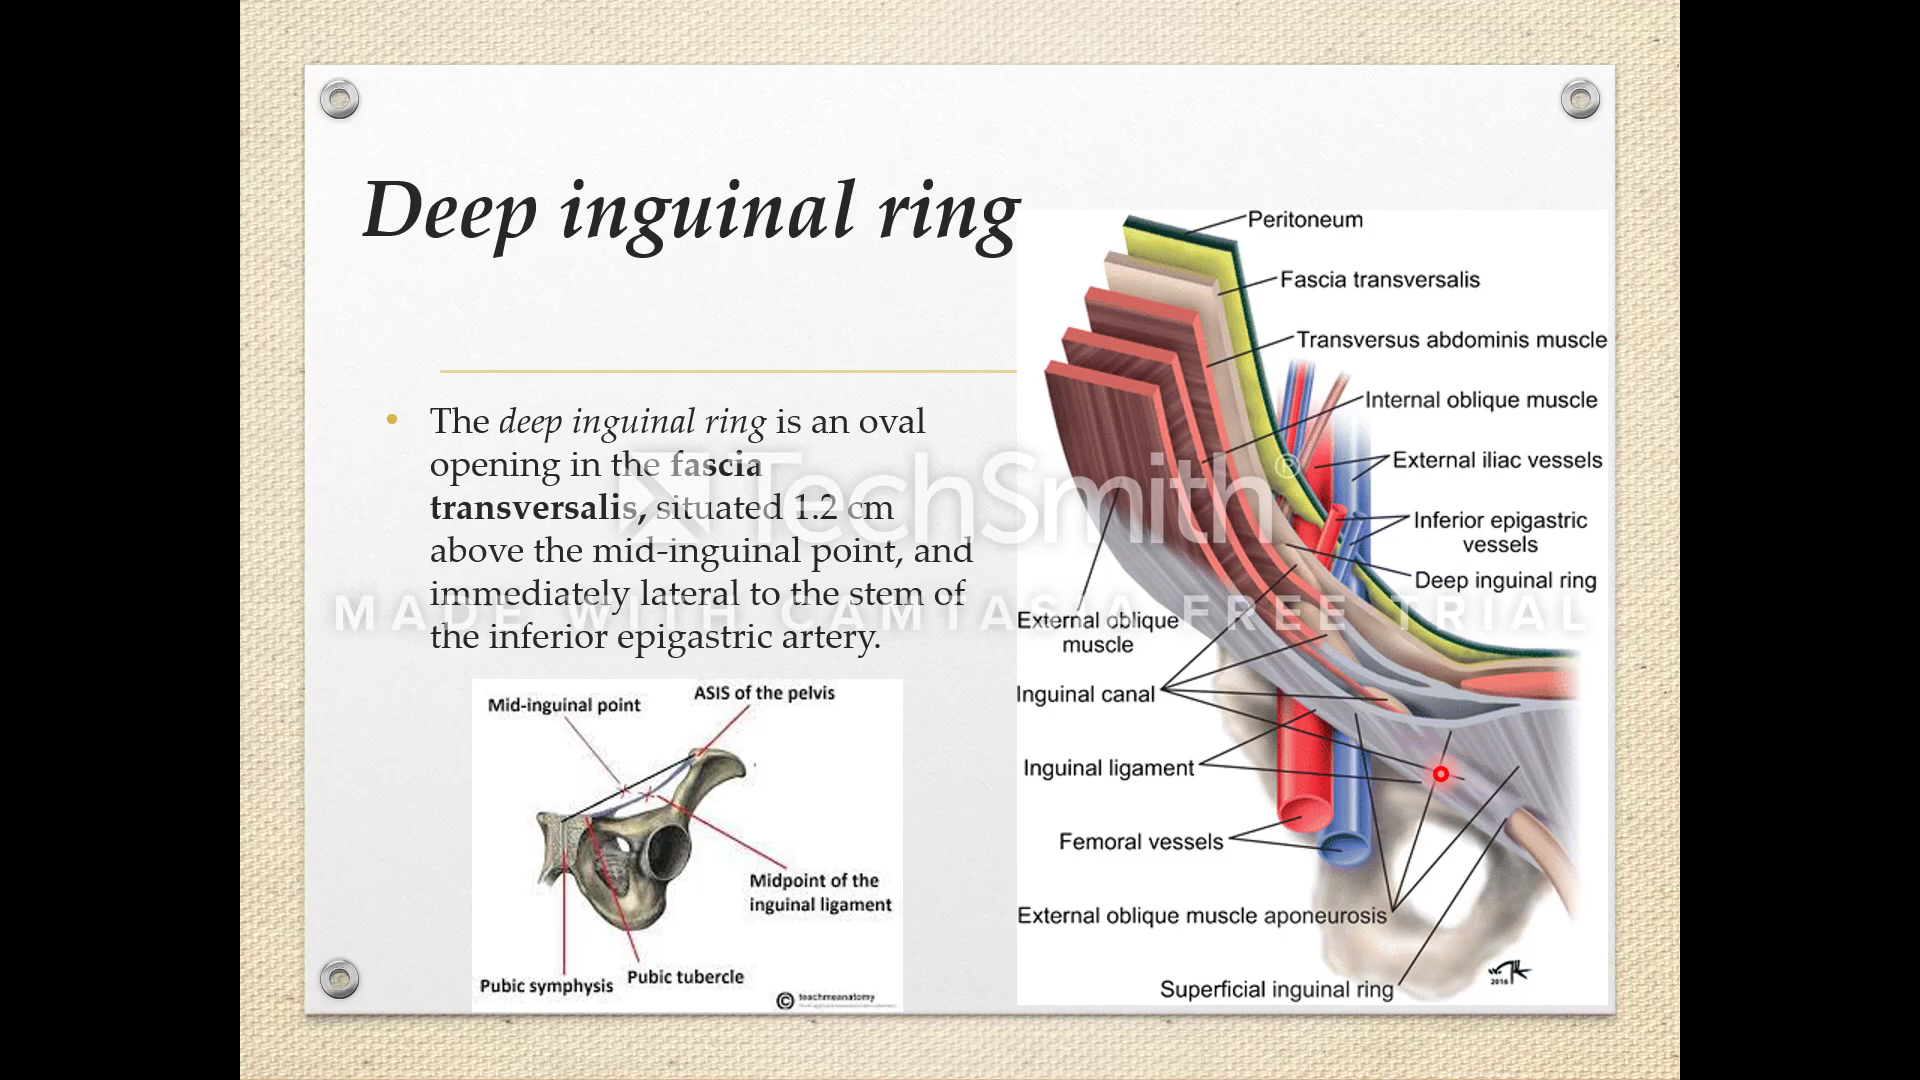 Deep inguinal ring
• The deep inguinal ring is an oval
opening in the fascia
transversalis, situated 1.2 cm
above the mid-inguinal point, and
immediately lateral to the stem of
the inferior epigastric artery.
TechSmith®
MADE WITH CAMTASIA FREE TRIAL
Mid-inguinal point
ASIS of the pelvis
Midpoint of the
inguinal ligament
Pubic symphysis
Pubic tubercle
© teachmeanatomy
Peritoneum
Fascia transversalis
Transversus abdominis muscle
Internal oblique muscle
External iliac vessels
Inferior epigastric
vessels
Deep inguinal ring
External oblique
muscle
Inguinal canal
Inguinal ligament
Femoral vessels
External oblique muscle aponeurosis
Superficial inguinal ring
2016